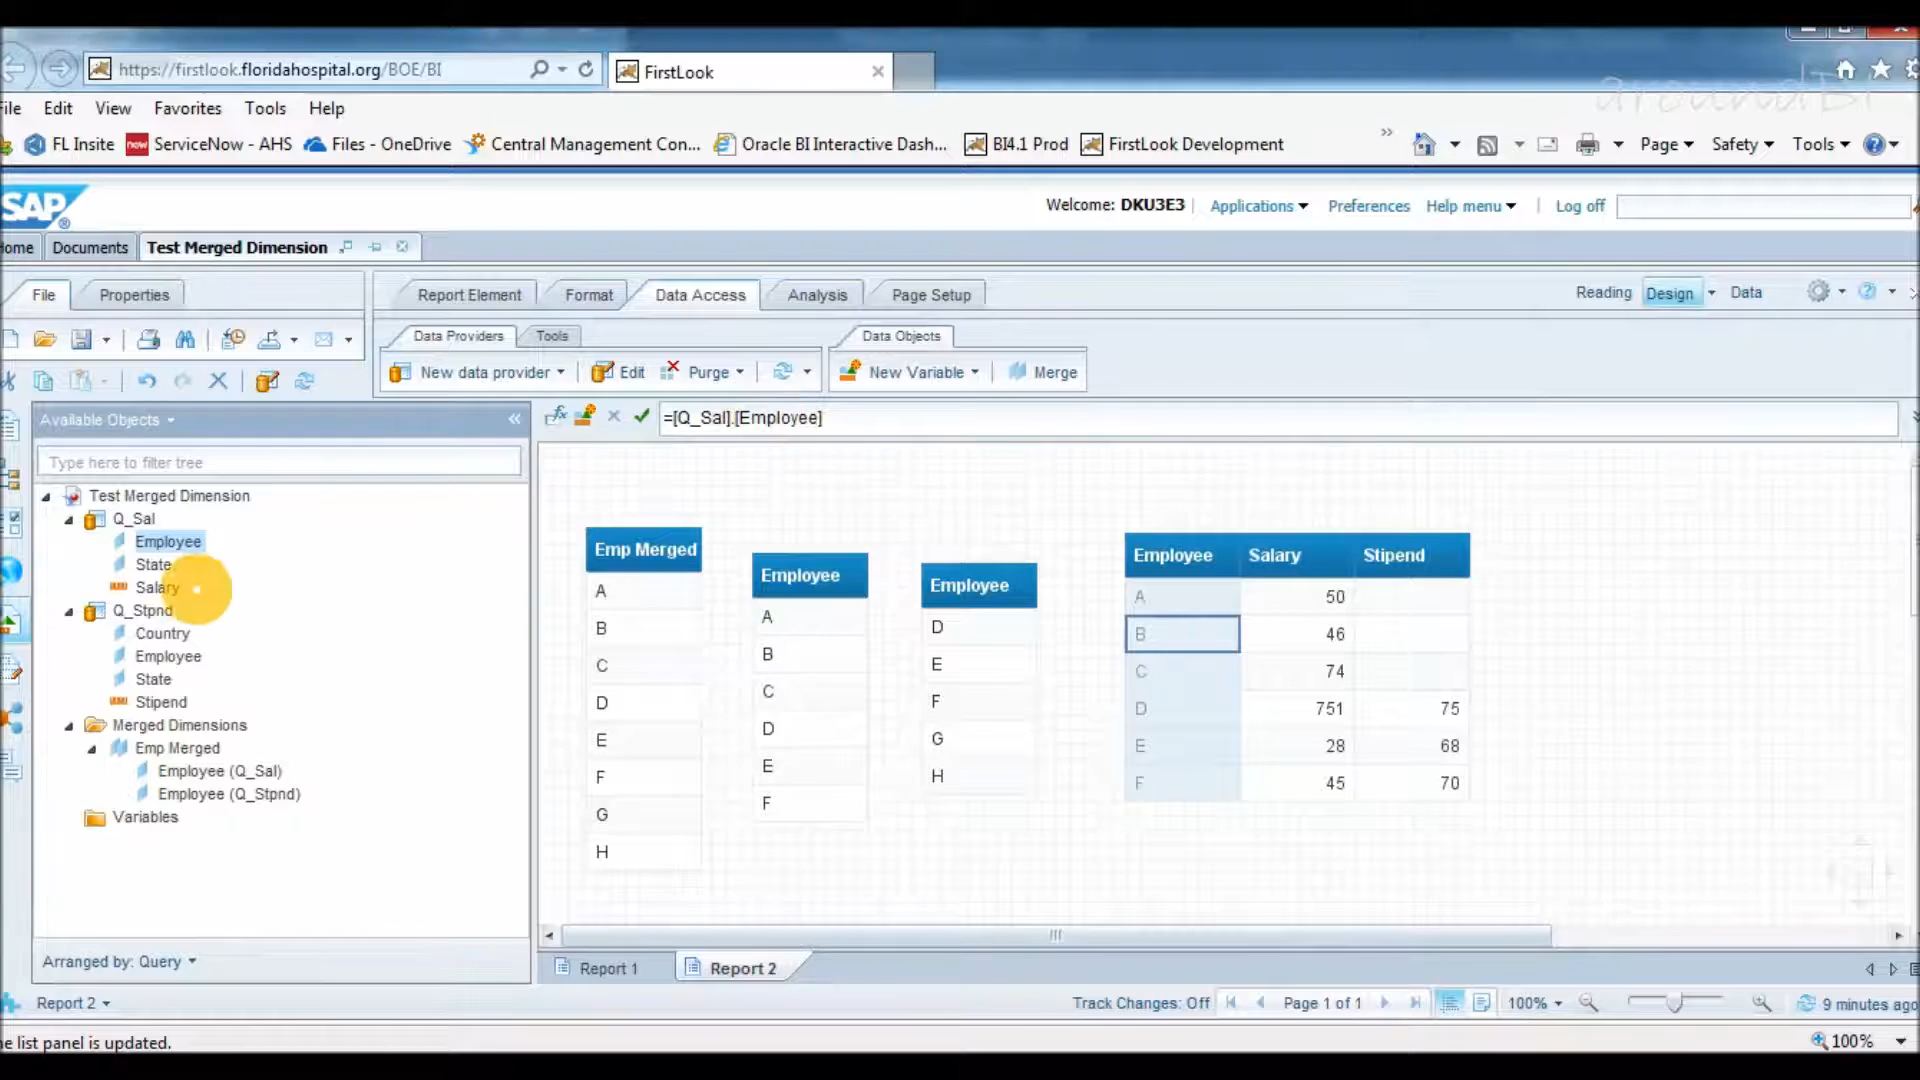 aroundBI
https://firstlook.floridahospital.org/BOE/BI
FirstLook
File Edit View Favorites Tools Help
FL Insite now ServiceNow - AHS Files - OneDrive Central Management Con... Oracle BI Interactive Dash... BI4.1 Prod FirstLook Development » Page Safety Tools
SAP
Welcome: DKU3E3 Applications Preferences Help menu Log off
ome Documents Test Merged Dimension
File Properties Report Element Format Data Access Analysis Page Setup Reading Design Data
Data Providers Tools Data Objects
New data provider Edit Purge New Variable Merge
Available Objects «
=[Q_Sal].[Employee]
Type here to filter tree
Test Merged Dimension
Q_Sal
Employee
State
Salary
Q_Stpnd
Country
Employee
State
Stipend
Merged Dimensions
Emp Merged
Employee (Q_Sal)
Employee (Q_Stpnd)
Variables
Arranged by: Query
Emp Merged
A
B
C
D
E
F
G
H
Employee
A
B
C
D
E
F
Employee
D
E
F
G
H
Employee Salary Stipend
A 50
B 46
C 74
D 751 75
E 28 68
F 45 70
Report 1 Report 2
Report 2 Track Changes: Off Page 1 of 1 100% 9 minutes ago
e list panel is updated. 100%